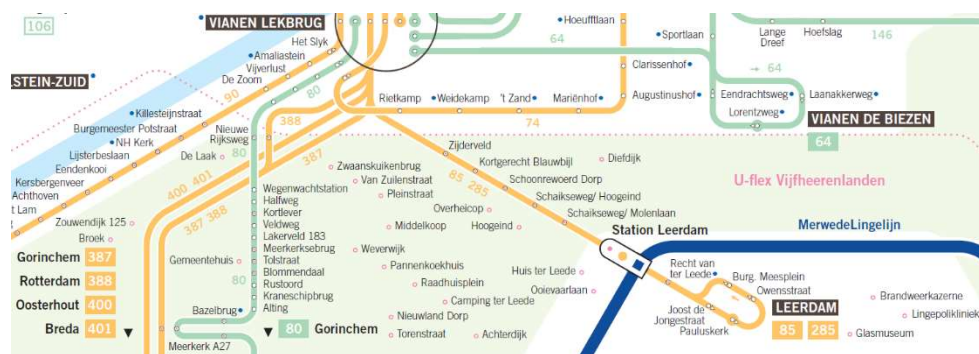 106
VIANEN LEKBRUG
Het Slyk
Amaliastein
Vijverlust
De Zoom
STEIN-ZUID
90
80
388
Killesteijnstraat
Burgemeester Potstraat
NH Kerk
Lijsterbeslaan
Eendenkooi
Kersbergenveer
Achthoven
t Lam
Nieuwe
Rijksweg
De Laak
80
400 401
387
387 388
Zouwendijk 125
Broek
Gemeentehuis
Gorinchem 387
Rotterdam 388
Oosterhout 400
Breda 401
Wegenwachtstation
Halfweg
Kortlever
Veldweg
Lakerveld 183
Meerkerksebrug
Tolstraat
Blommendaal
Rustoord
Kraneschipbrug
Alting
80
Bazelbrug
Meerkerk A27
80 Gorinchem
64
Hoeufftlaan
Sportlaan
Clarissenhof
Augustinushof
Rietkamp
Weidekamp
't Zand
Mariënhof
74
Lange
Dreef
Hoefslag
146
→ 64
Eendrachtsweg
Laanakkerweg
Lorentzweg
VIANEN DE BIEZEN
64
Zwaanskuikenbrug
Van Zuilenstraat
Pleinstraat
Overheicop
Middelkoop
Hoogeind
Weverwijk
Pannenkoekhuis
Raadhuisplein
Camping ter Leede
Nieuwland Dorp
Torenstraat
Achterdijk
Huis ter Leede
Ooievaarlaan
Diefdijk
Zijderveld
Kortgerecht Blauwbijl
Schoonrewoerd Dorp
Schaikseweg/ Hoogeind
Schaikseweg/ Molenlaan
85 285
Station Leerdam
U-flex Vijfheerenlanden
MerwedeLingelijn
Recht van
ter Leede
Burg. Meesplein
Owensstraat
Joost de
Jongestraat
Pauluskerk
LEERDAM
85 285
Brandweerkazerne
Lingepolikliniek
Glasmuseum